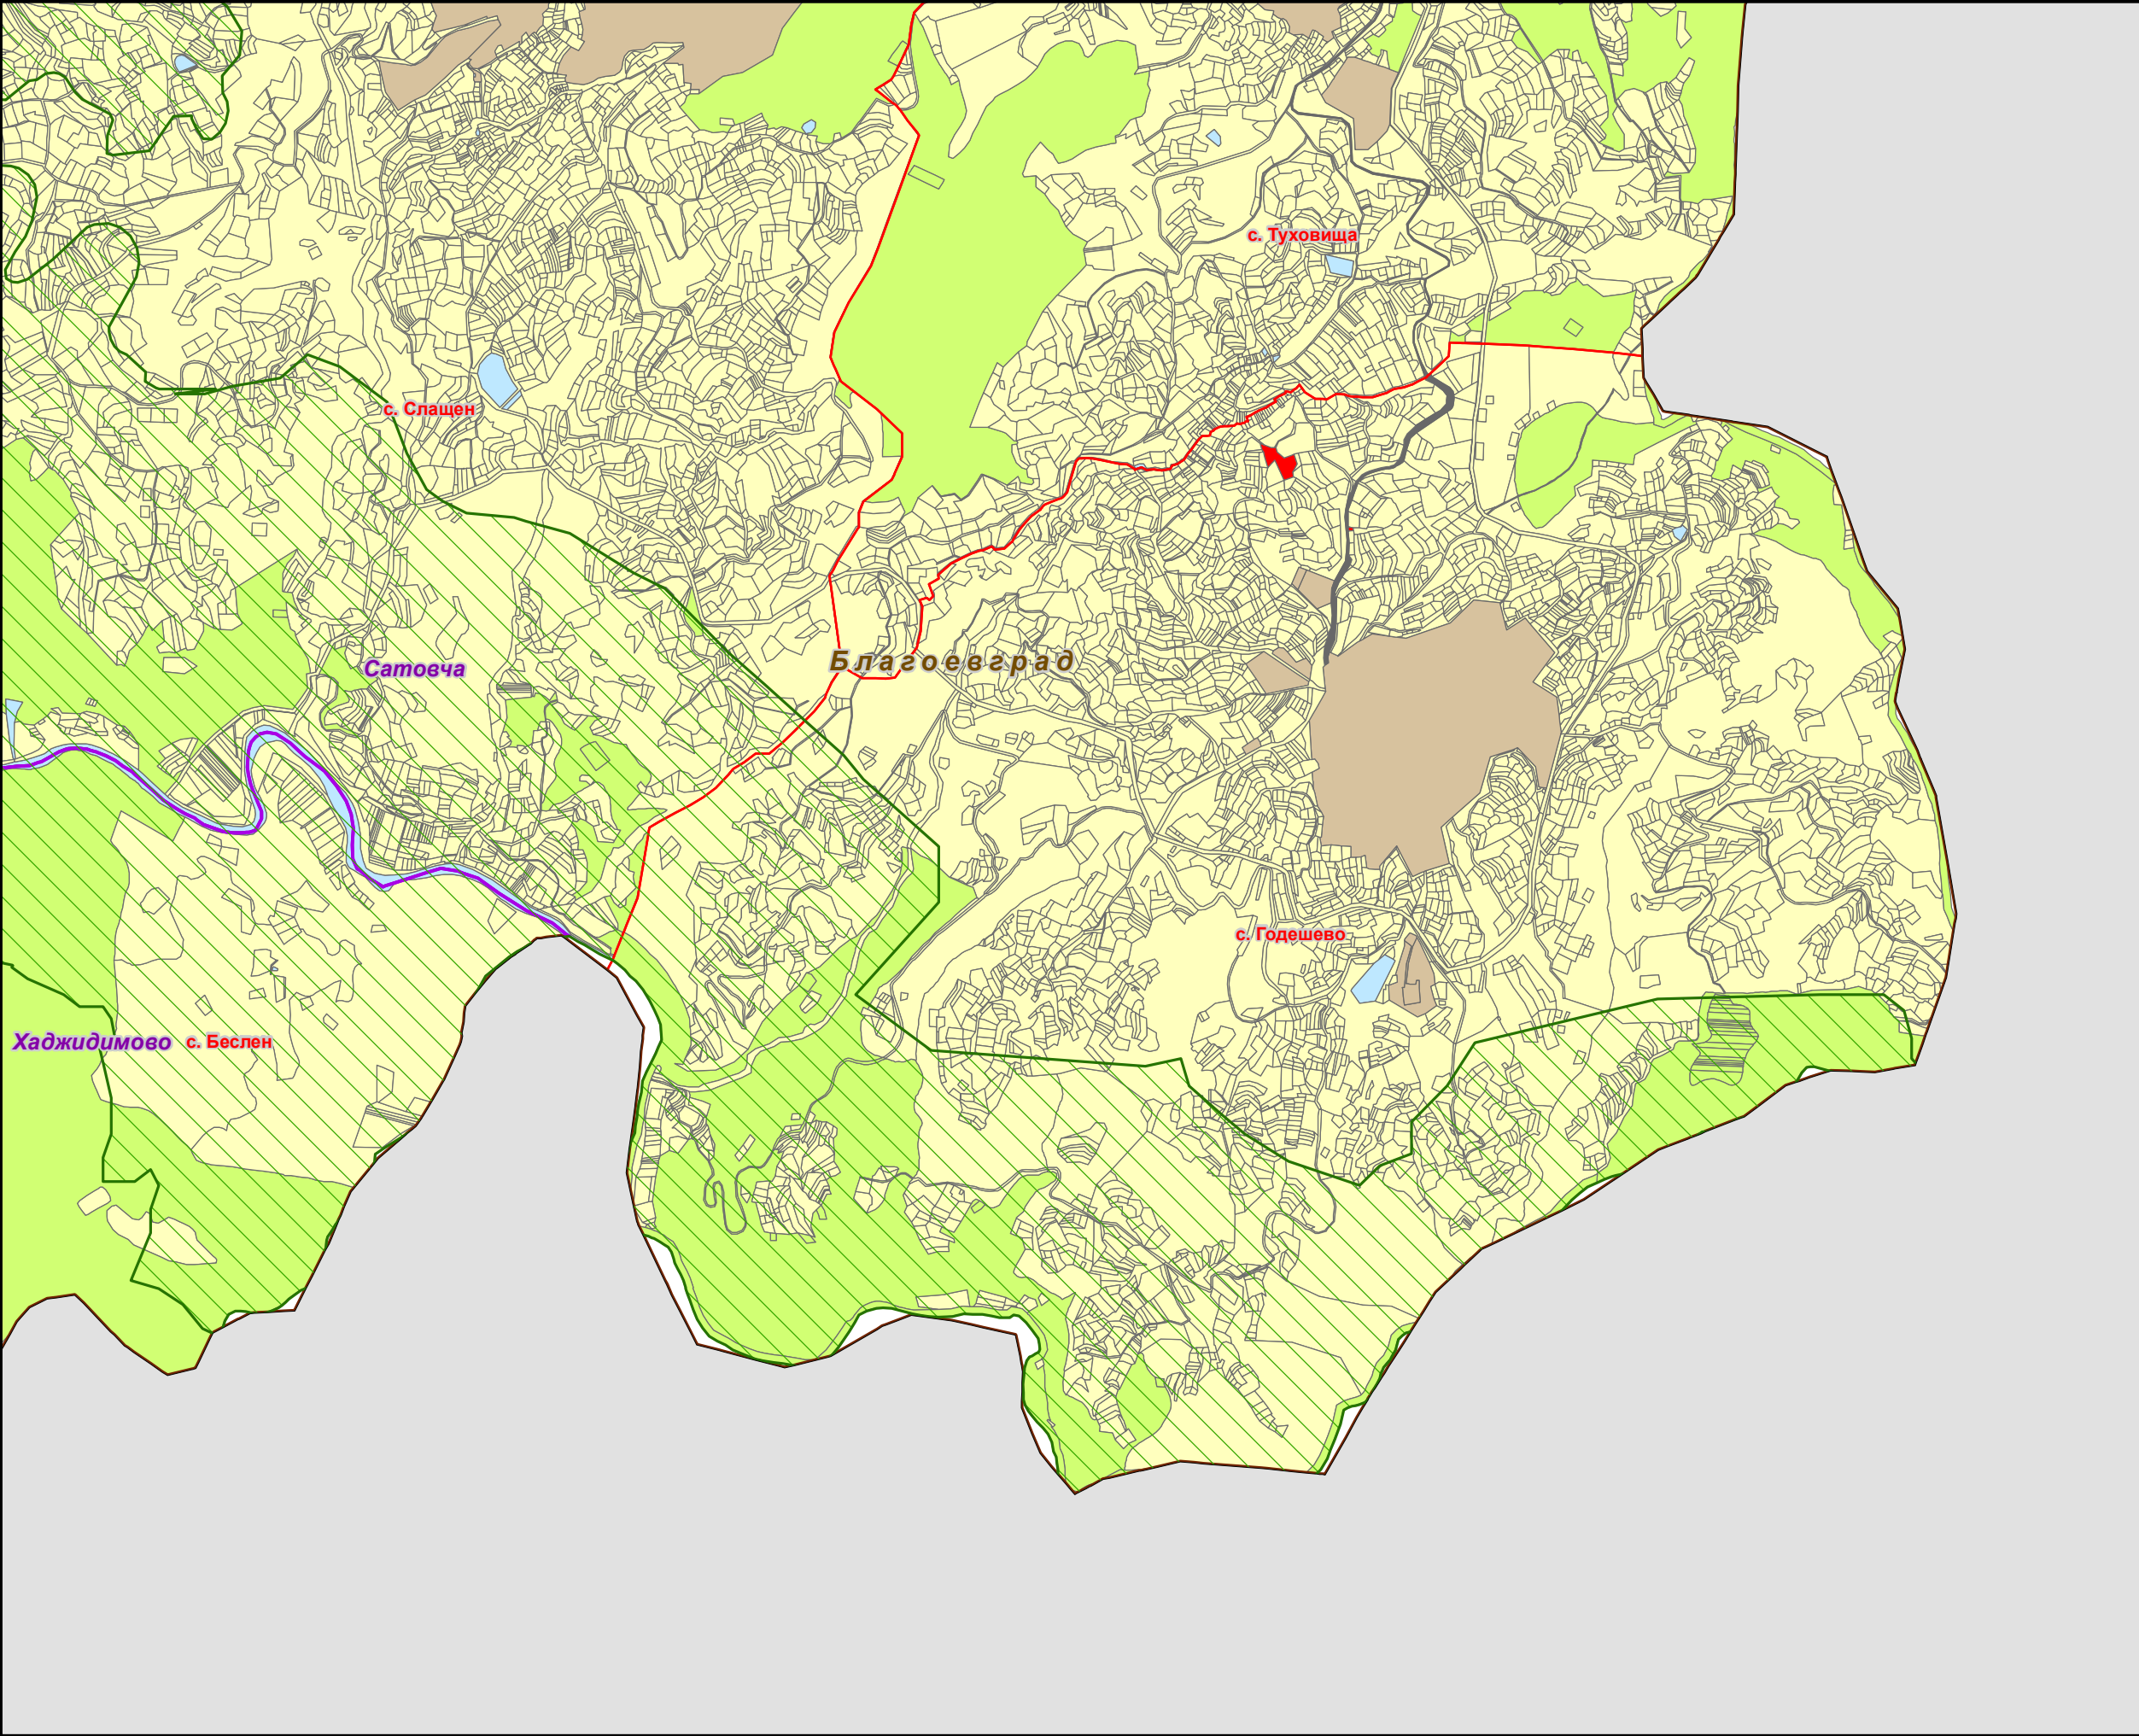 с. Туховища
с. Слащен
Благоевград
Сатовча
с. Годешево
Хаджидимово
с. Беслен